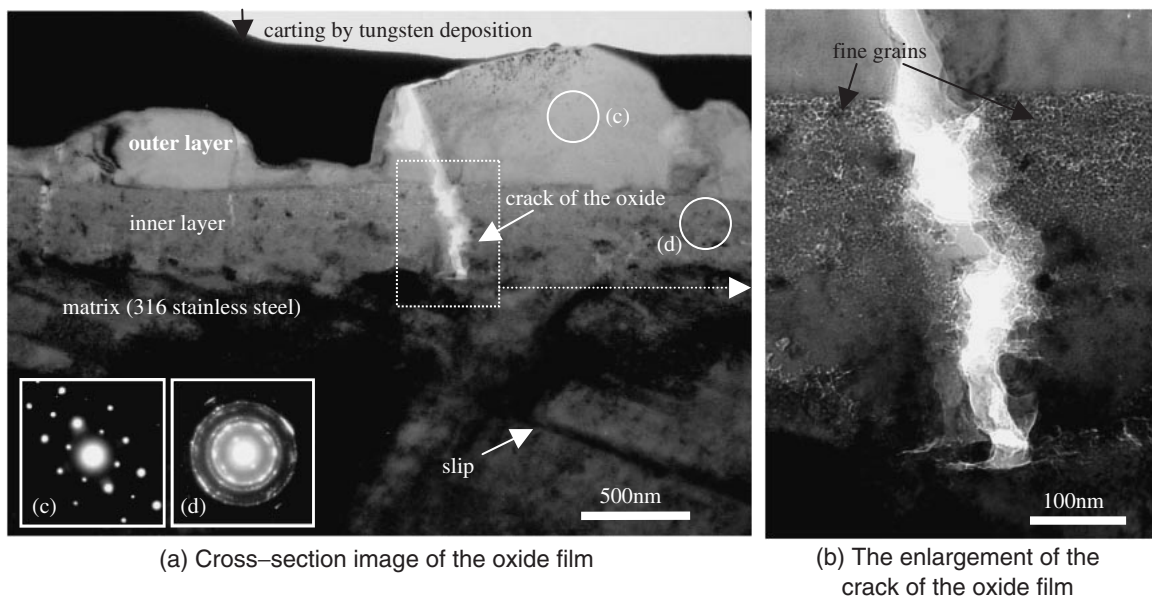 carting by tungsten deposition
outer layer
(c)
inner layer
crack of the oxide
(d)
matrix (316 stainless steel)
(c)
(d)
slip
500nm
(a) Cross–section image of the oxide film
fine grains
100nm
(b) The enlargement of the
crack of the oxide film